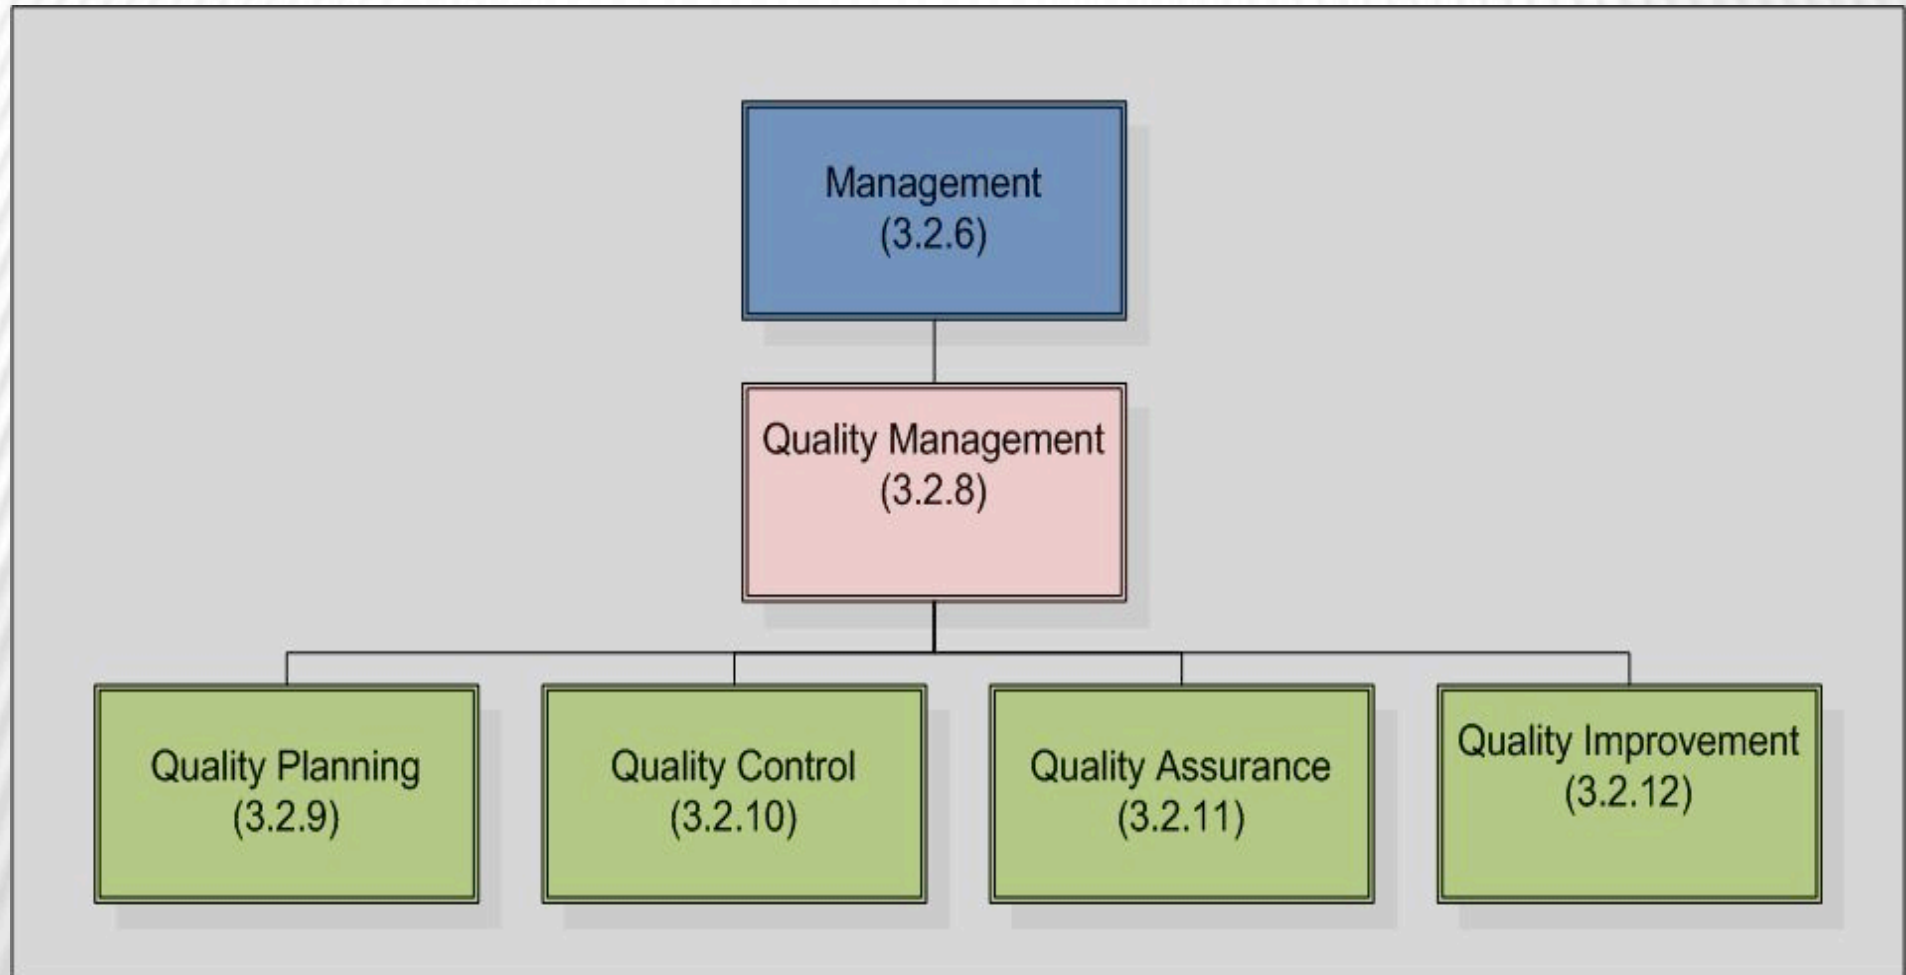 Management
(3.2.6)
Quality Management
(3.2.8)
Quality Planning
(3.2.9)
Quality Control
(3.2.10)
Quality Assurance
(3.2.11)
Quality Improvement
(3.2.12)